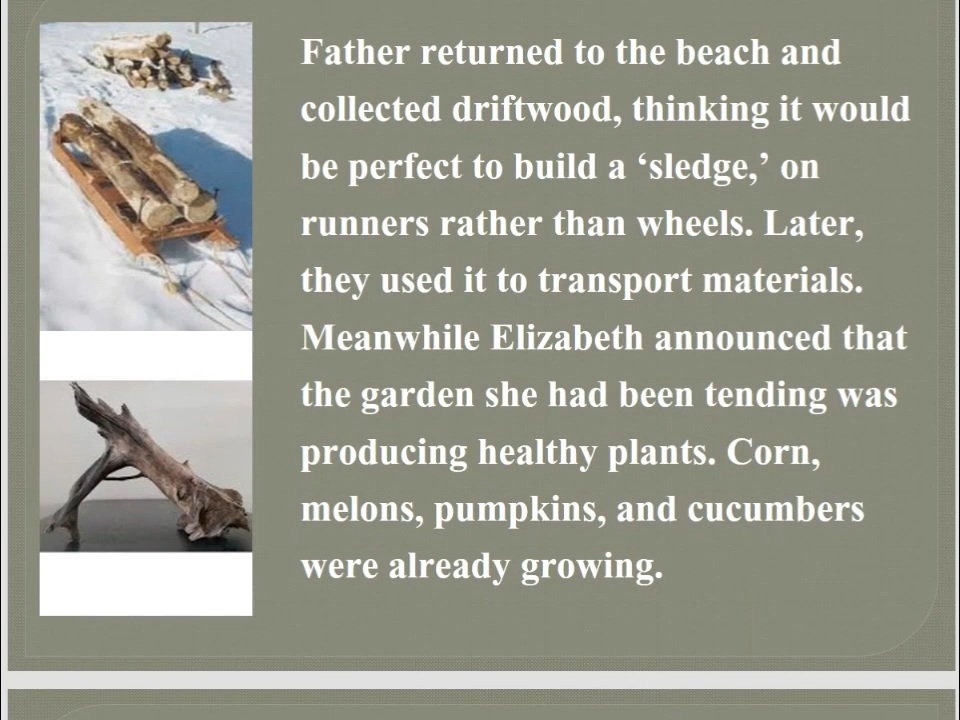 Father returned to the beach and
collected driftwood, thinking it would
be perfect to build a ‘sledge,’ on
runners rather than wheels. Later,
they used it to transport materials.
Meanwhile Elizabeth announced that
the garden she had been tending was
producing healthy plants. Corn,
melons, pumpkins, and cucumbers
were already growing.